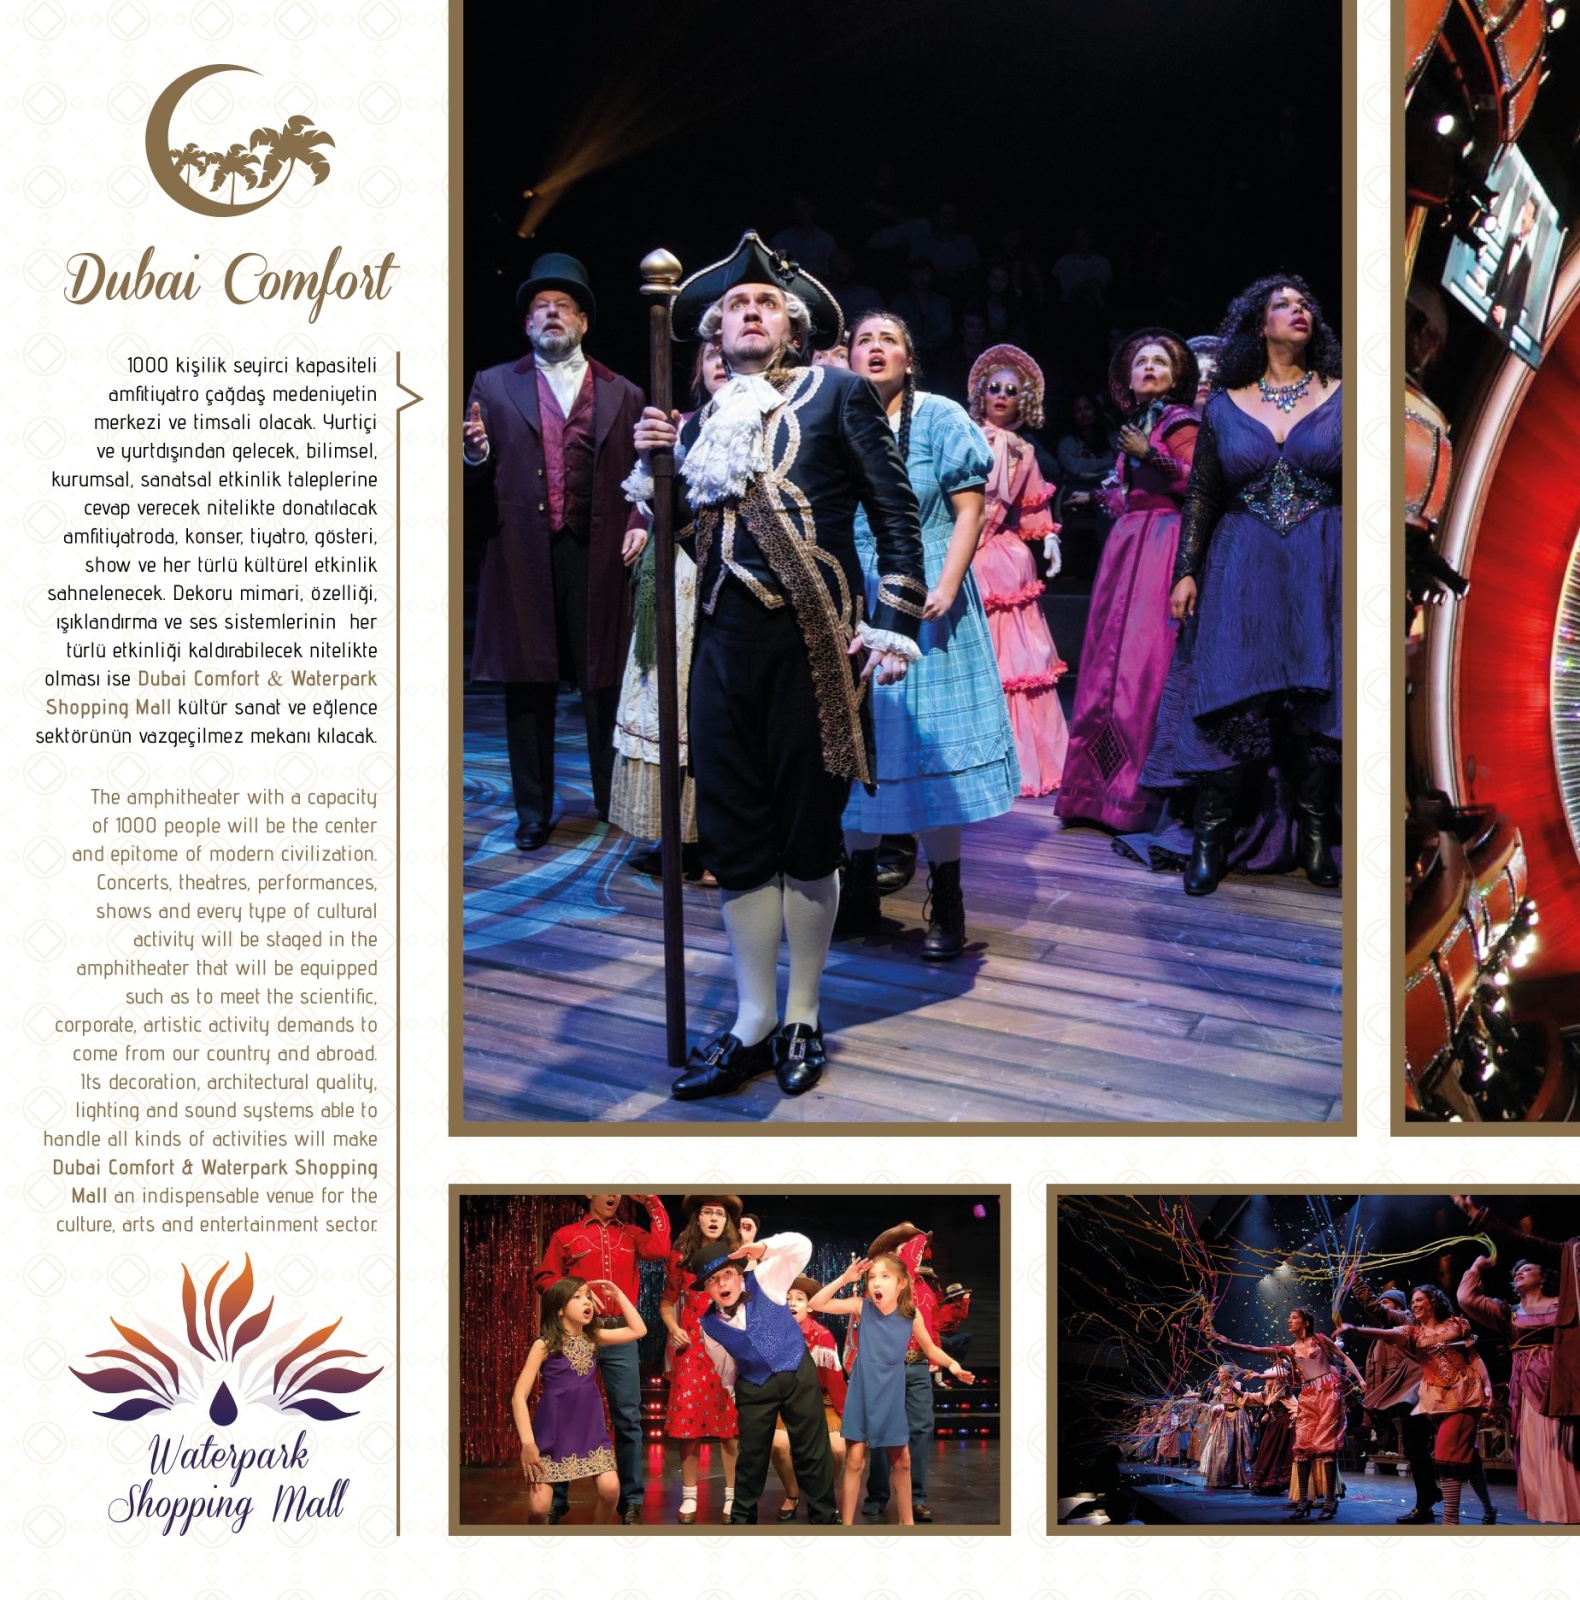 Dubai Comfort
1000 kişilik seyirci kapasiteli
amfitiyatro çağdaş medeniyetin
merkezi ve timsali olacak. Yurtiçi
ve yurtdışından gelecek, bilimsel,
kurumsal, sanatsal etkinlik taleplerine
cevap verecek nitelikte donatılacak
amfitiyatroda, konser, tiyatro, gösteri,
show ve her türlü kültürel etkinlik
sahnelenecek. Dekoru mimari, özelliği,
ışıklandırma ve ses sistemlerinin her
türlü etkinliği kaldırabilecek nitelikte
olması ise Dubai Comfort & Waterpark
Shopping Mall kültür sanat ve eğlence
sektörünün vazgeçilmez mekanı kılacak.
The amphitheater with a capacity
of 1000 people will be the center
and epitome of modern civilization.
Concerts, theatres, performances,
shows and every type of cultural
activity will be staged in the
amphitheater that will be equipped
such as to meet the scientific,
corporate, artistic activity demands to
come from our country and abroad.
Its decoration, architectural quality,
lighting and sound systems able to
handle all kinds of activities will make
Dubai Comfort & Waterpark Shopping
Mall an indispensable venue for the
culture, arts and entertainment sector.
Waterpark
Shopping Mall